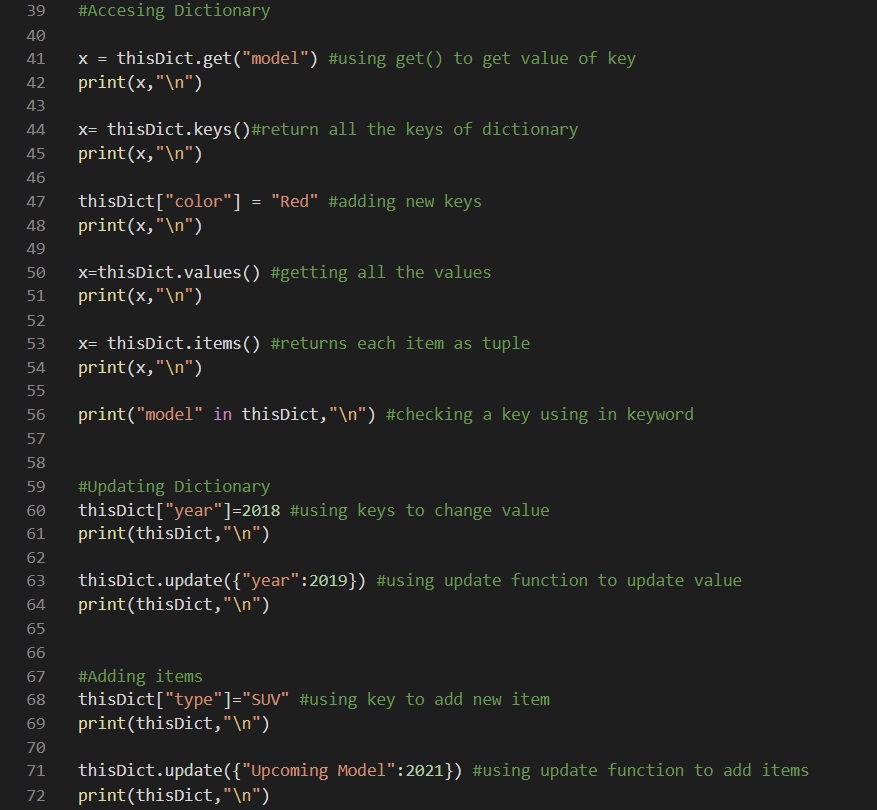 39 #Accesing Dictionary
40
41 x = thisDict.get("model") #using get() to get value of key
42 print(x,"\n")
43
44 x= thisDict.keys()#return all the keys of dictionary
45 print(x,"\n")
46
47 thisDict["color"] = "Red" #adding new keys
48 print(x,"\n")
49
50 x=thisDict.values() #getting all the values
51 print(x,"\n")
52
53 x= thisDict.items() #returns each item as tuple
54 print(x,"\n")
55
56 print("model" in thisDict,"\n") #checking a key using in keyword
57
58
59 #Updating Dictionary
60 thisDict["year"]=2018 #using keys to change value
61 print(thisDict,"\n")
62
63 thisDict.update({"year":2019}) #using update function to update value
64 print(thisDict,"\n")
65
66
67 #Adding items
68 thisDict["type"]="SUV" #using key to add new item
69 print(thisDict,"\n")
70
71 thisDict.update({"Upcoming Model":2021}) #using update function to add items
72 print(thisDict,"\n")